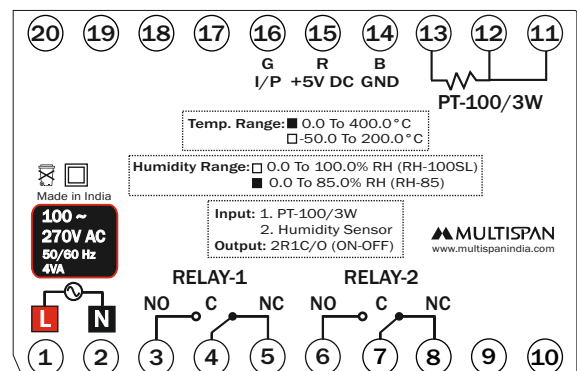 20 19 18 17 16 15 14 13 12 11
G R B
I/P +5V DC GND
PT-100/3W
Temp. Range: ■ 0.0 To 400.0°C
□ -50.0 To 200.0°C
Humidity Range: □ 0.0 To 100.0% RH (RH-100SL)
■ 0.0 To 85.0% RH (RH-85)
Made in India
100 ~
270V AC
50/60 Hz
4VA
Input: 1. PT-100/3W
2. Humidity Sensor
Output: 2R1C/O (ON-OFF)
MULTISPAN
www.multispanindia.com
L N
RELAY-1 RELAY-2
NO C NC NO C NC
1 2 3 4 5 6 7 8 9 10